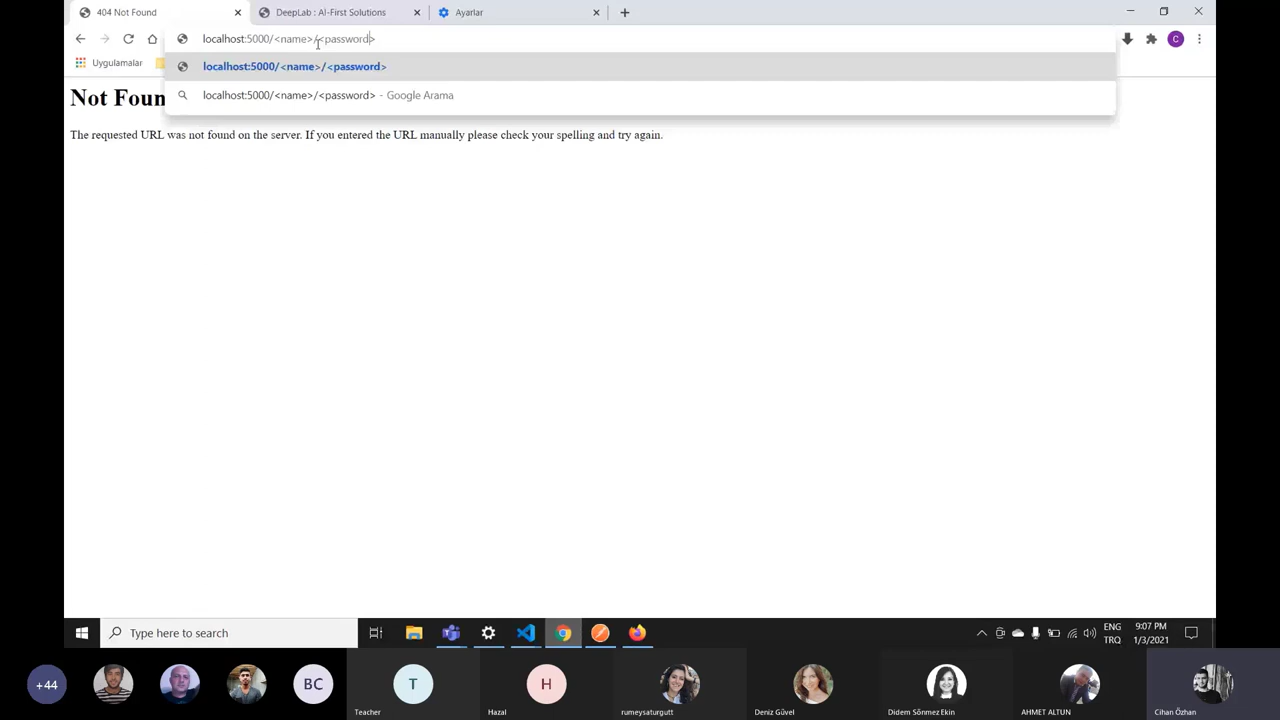 404 Not Found
DeepLab : AI-First Solutions
Ayarlar
localhost:5000/<name>/<password>
Uygulamalar
localhost:5000/<name>/<password>
localhost:5000/<name>/<password> - Google Arama
Not Foun
The requested URL was not found on the server. If you entered the URL manually please check your spelling and try again.
C
Type here to search
ENG
TRQ
9:07 PM
1/3/2021
+44
BC
T
Teacher
H
Hazal
rumeysaturgutt
Deniz Güvel
Didem Sönmez Ekin
AHMET ALTUN
Cihan Özhan